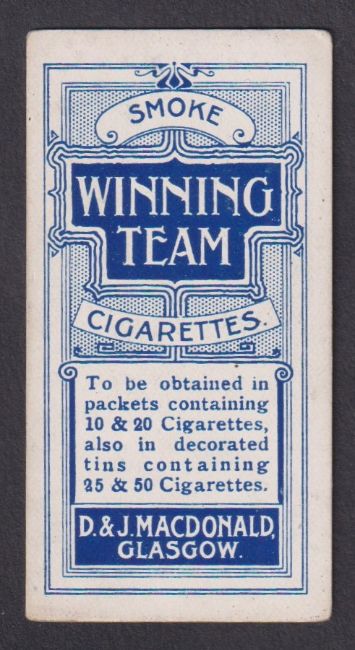 SMOKE
WINNING
TEAM
CIGARETTES.
To be obtained in
packets containing
10 & 20 Cigarettes,
also in decorated
tins containing
25 & 50 Cigarettes.
D. & J. MACDONALD,
GLASGOW.